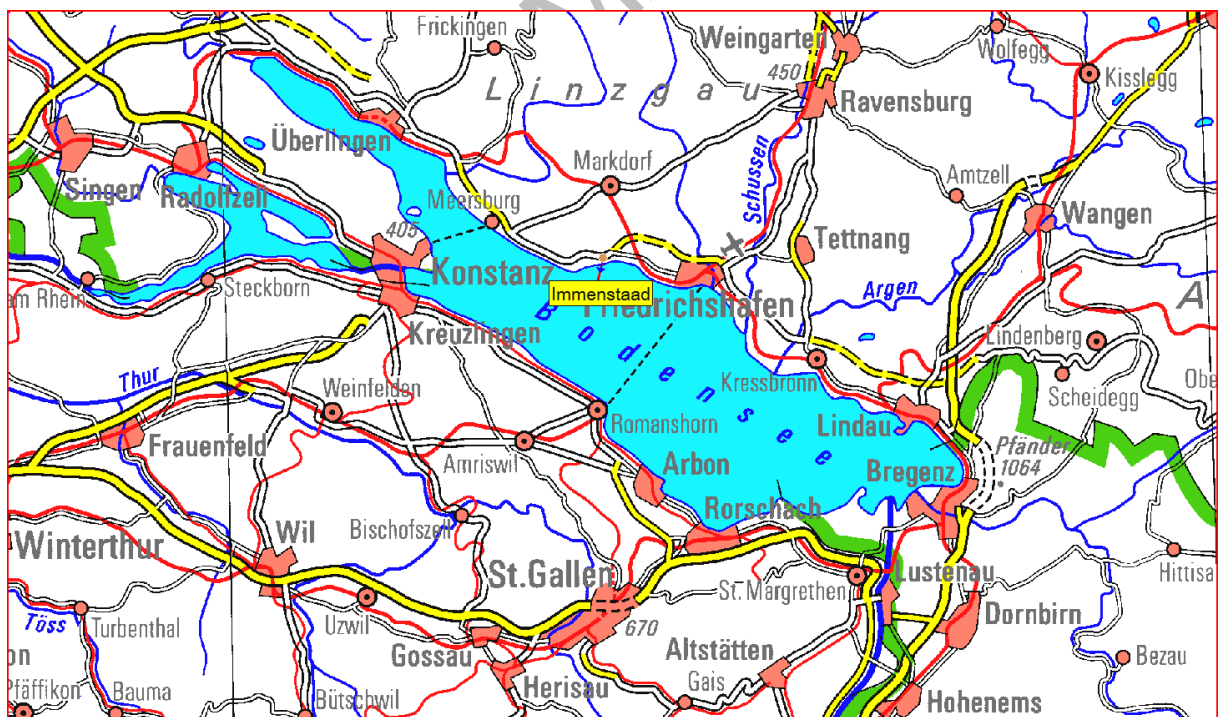 Frickingen
Weingarten
Wolfegg
Kisslegg
450
Linzgau
Ravensburg
Überlingen
Markdorf
Schussen
Singen
Radolfzell
Meersburg
Amtzell
Wangen
405
Tettnang
Konstanz
am Rhein
Steckborn
Immenstaad
Argen
A
Friedrichshafen
Kreuzlingen
Bodensee
Lindenberg
Thur
Weinfelden
Kressbronn
Scheidegg
Obe
Frauenfeld
Romanshorn
Lindau
Pfänder
1064
Amriswil
Arbon
Bregenz
Rorschach
Bischofszell
Winterthur
Wil
St.Gallen
St. Margrethen
Lustenau
Hittisa
Töss
Turbenthal
Uzwil
670
Dornbirn
Gossau
Altstätten
Bezau
on
Pfäffikon
Bauma
Bütschwil
Herisau
Gais
Hohenems